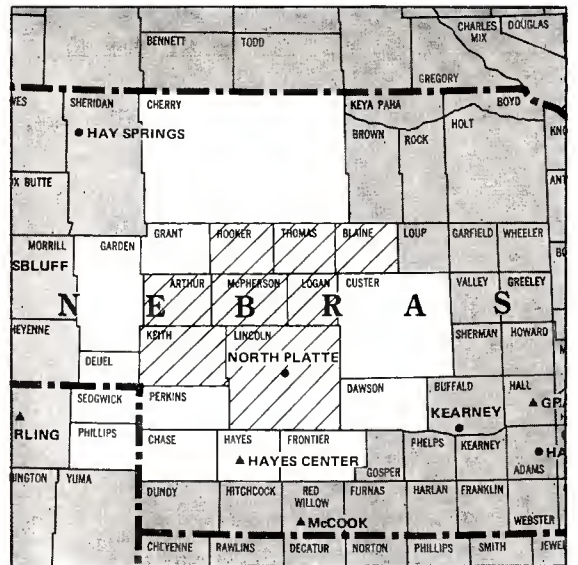 CHARLES MIX DOUGLAS
BENNETT TODD
GREGORY
SHERIDAN CHERRY KEYA PAHA BOYD
HAY SPRINGS
BROWN ROCK HOLT
X BUTTE
GRANT HOOKER THOMAS BLAINE LOUP GARFIELD WHEELER
MORRILL GARDEN
SBLUFF
ARTHUR McPHERSON LOGAN CUSTER VALLEY GREELEY
N E B R A S
HEYENNE KEITH LINCOLN SHERMAN HOWARD
NORTH PLATTE
DEUEL
SEDGWICK PERKINS DAWSON BUFFALO HALL
KEARNEY
RLING
PHILLIPS CHASE HAYES FRONTIER PHELPS KEARNEY
HAYES CENTER
GOSPER ADAMS
INGTON YUMA
DUNDY HITCHCOCK RED WILLOW FURNAS HARLAN FRANKLIN
McCOOK WEBSTER
CHEYENNE RAWLINS DECATUR NORTON PHILLIPS SMITH JEWE